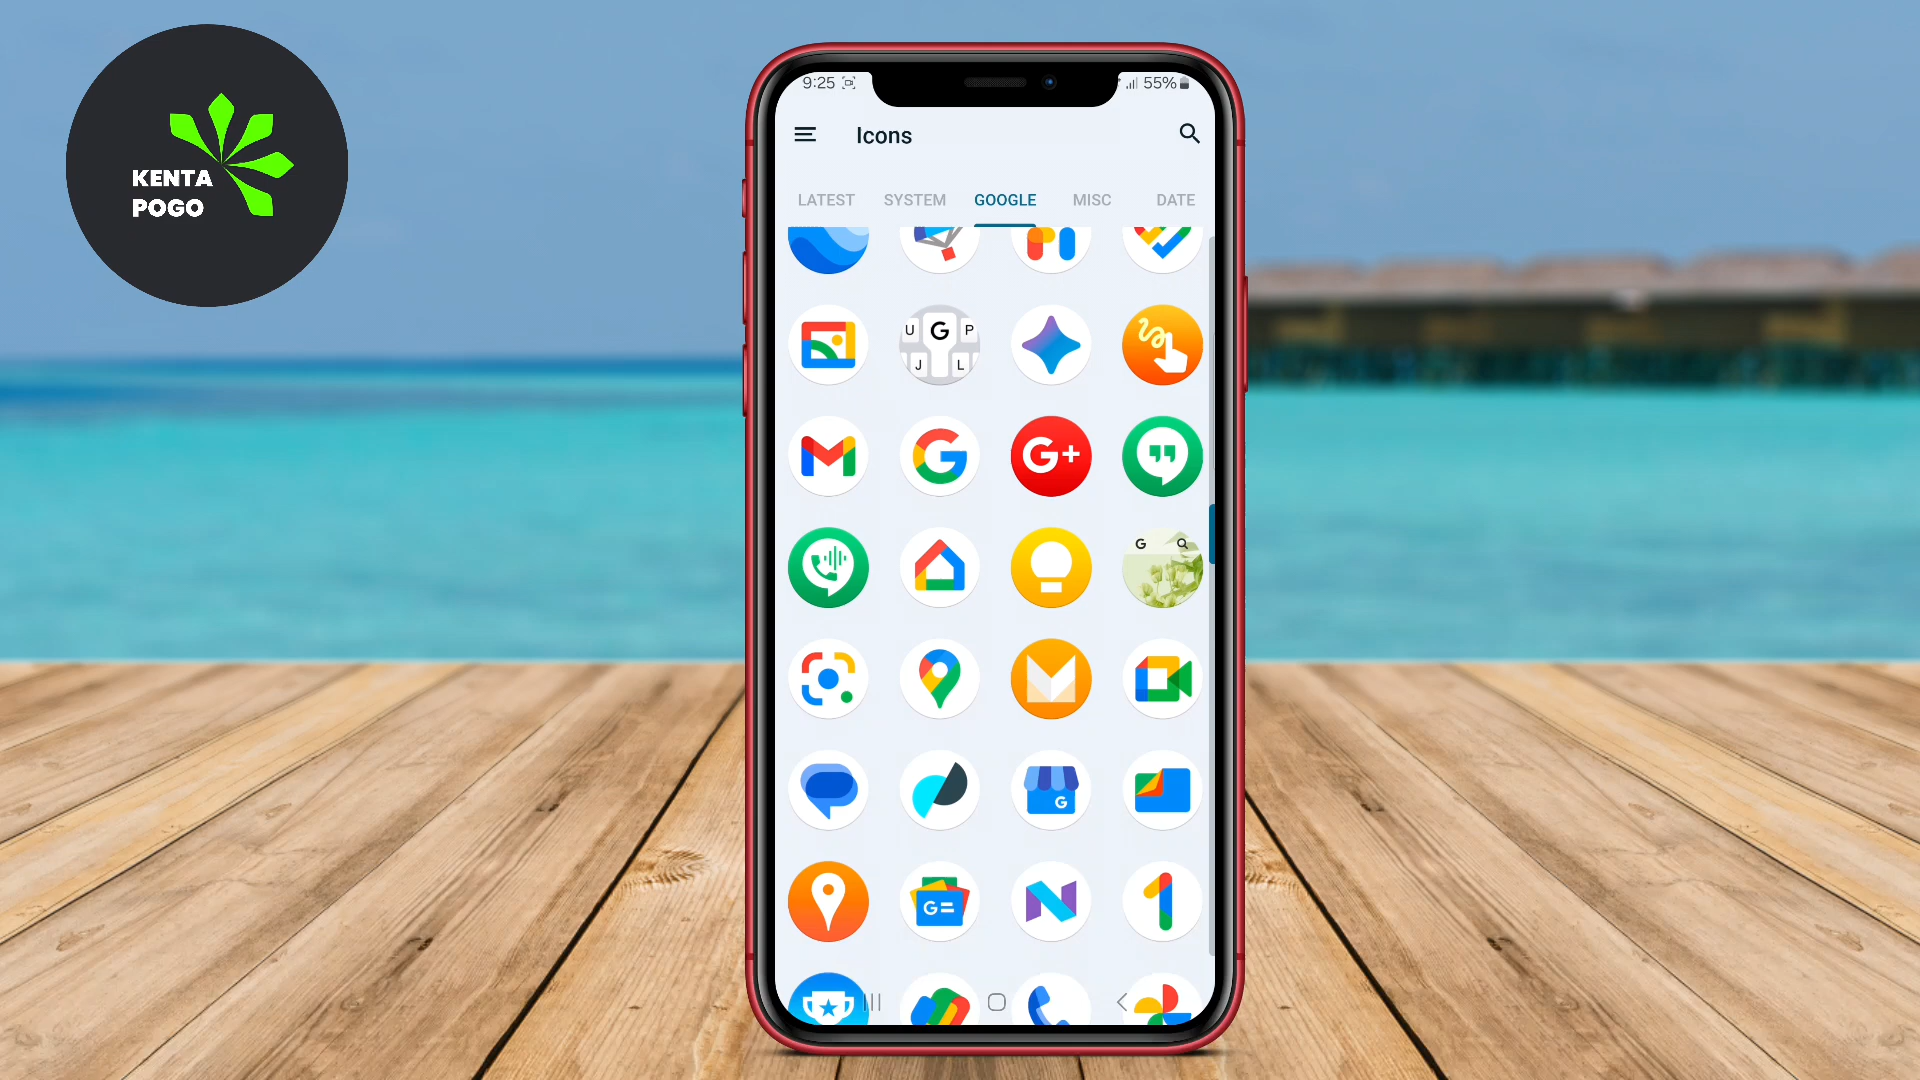 KENTA
POGO
9:25
55%
Icons
LATEST SYSTEM GOOGLE MISC DATE
U G P
J L
G
G+
G
G
G=